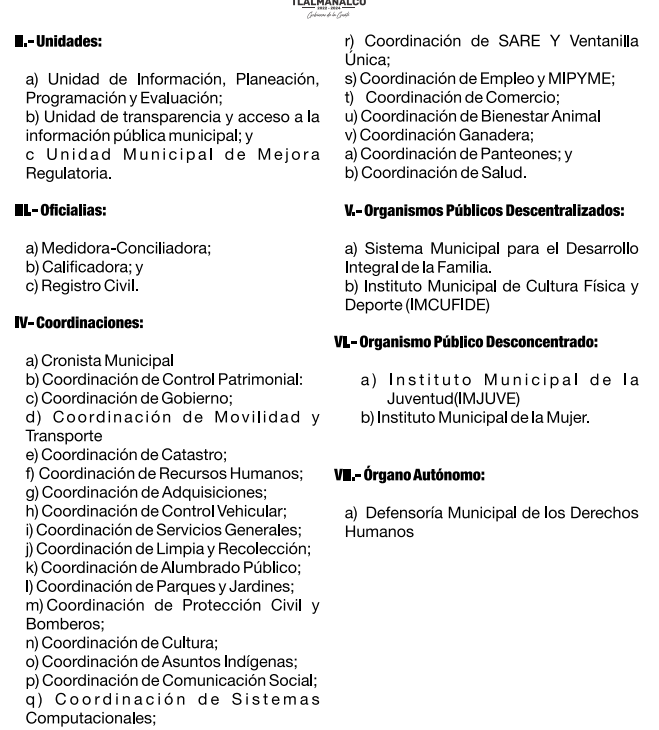 TLALMANALCO
2022 - 2024
II.- Unidades:
a) Unidad de Información, Planeación,
Programación y Evaluación;
b) Unidad de transparencia y acceso a la
información pública municipal; y
c Unidad Municipal de Mejora
Regulatoria.
III.- Oficialias:
a) Medidora-Conciliadora;
b) Calificadora; y
c) Registro Civil.
IV- Coordinaciones:
a) Cronista Municipal
b) Coordinación de Control Patrimonial:
c) Coordinación de Gobierno;
d) Coordinación de Movilidad y
Transporte
e) Coordinación de Catastro;
f) Coordinación de Recursos Humanos;
g) Coordinación de Adquisiciones;
h) Coordinación de Control Vehicular;
i) Coordinación de Servicios Generales;
j) Coordinación de Limpia y Recolección;
k) Coordinación de Alumbrado Público;
l) Coordinación de Parques y Jardines;
m) Coordinación de Protección Civil y
Bomberos;
n) Coordinación de Cultura;
o) Coordinación de Asuntos Indígenas;
p) Coordinación de Comunicación Social;
q) Coordinación de Sistemas
Computacionales;
r) Coordinación de SARE Y Ventanilla
Única;
s) Coordinación de Empleo y MIPYME;
t) Coordinación de Comercio;
u) Coordinación de Bienestar Animal
v) Coordinación Ganadera;
a) Coordinación de Panteones; y
b) Coordinación de Salud.
V.- Organismos Públicos Descentralizados:
a) Sistema Municipal para el Desarrollo
Integral de la Familia.
b) Instituto Municipal de Cultura Física y
Deporte (IMCUFIDE)
VI.- Organismo Público Desconcentrado:
a) Instituto Municipal de la
Juventud(IMJUVE)
b) Instituto Municipal de la Mujer.
VII.- Órgano Autónomo:
a) Defensoría Municipal de los Derechos
Humanos